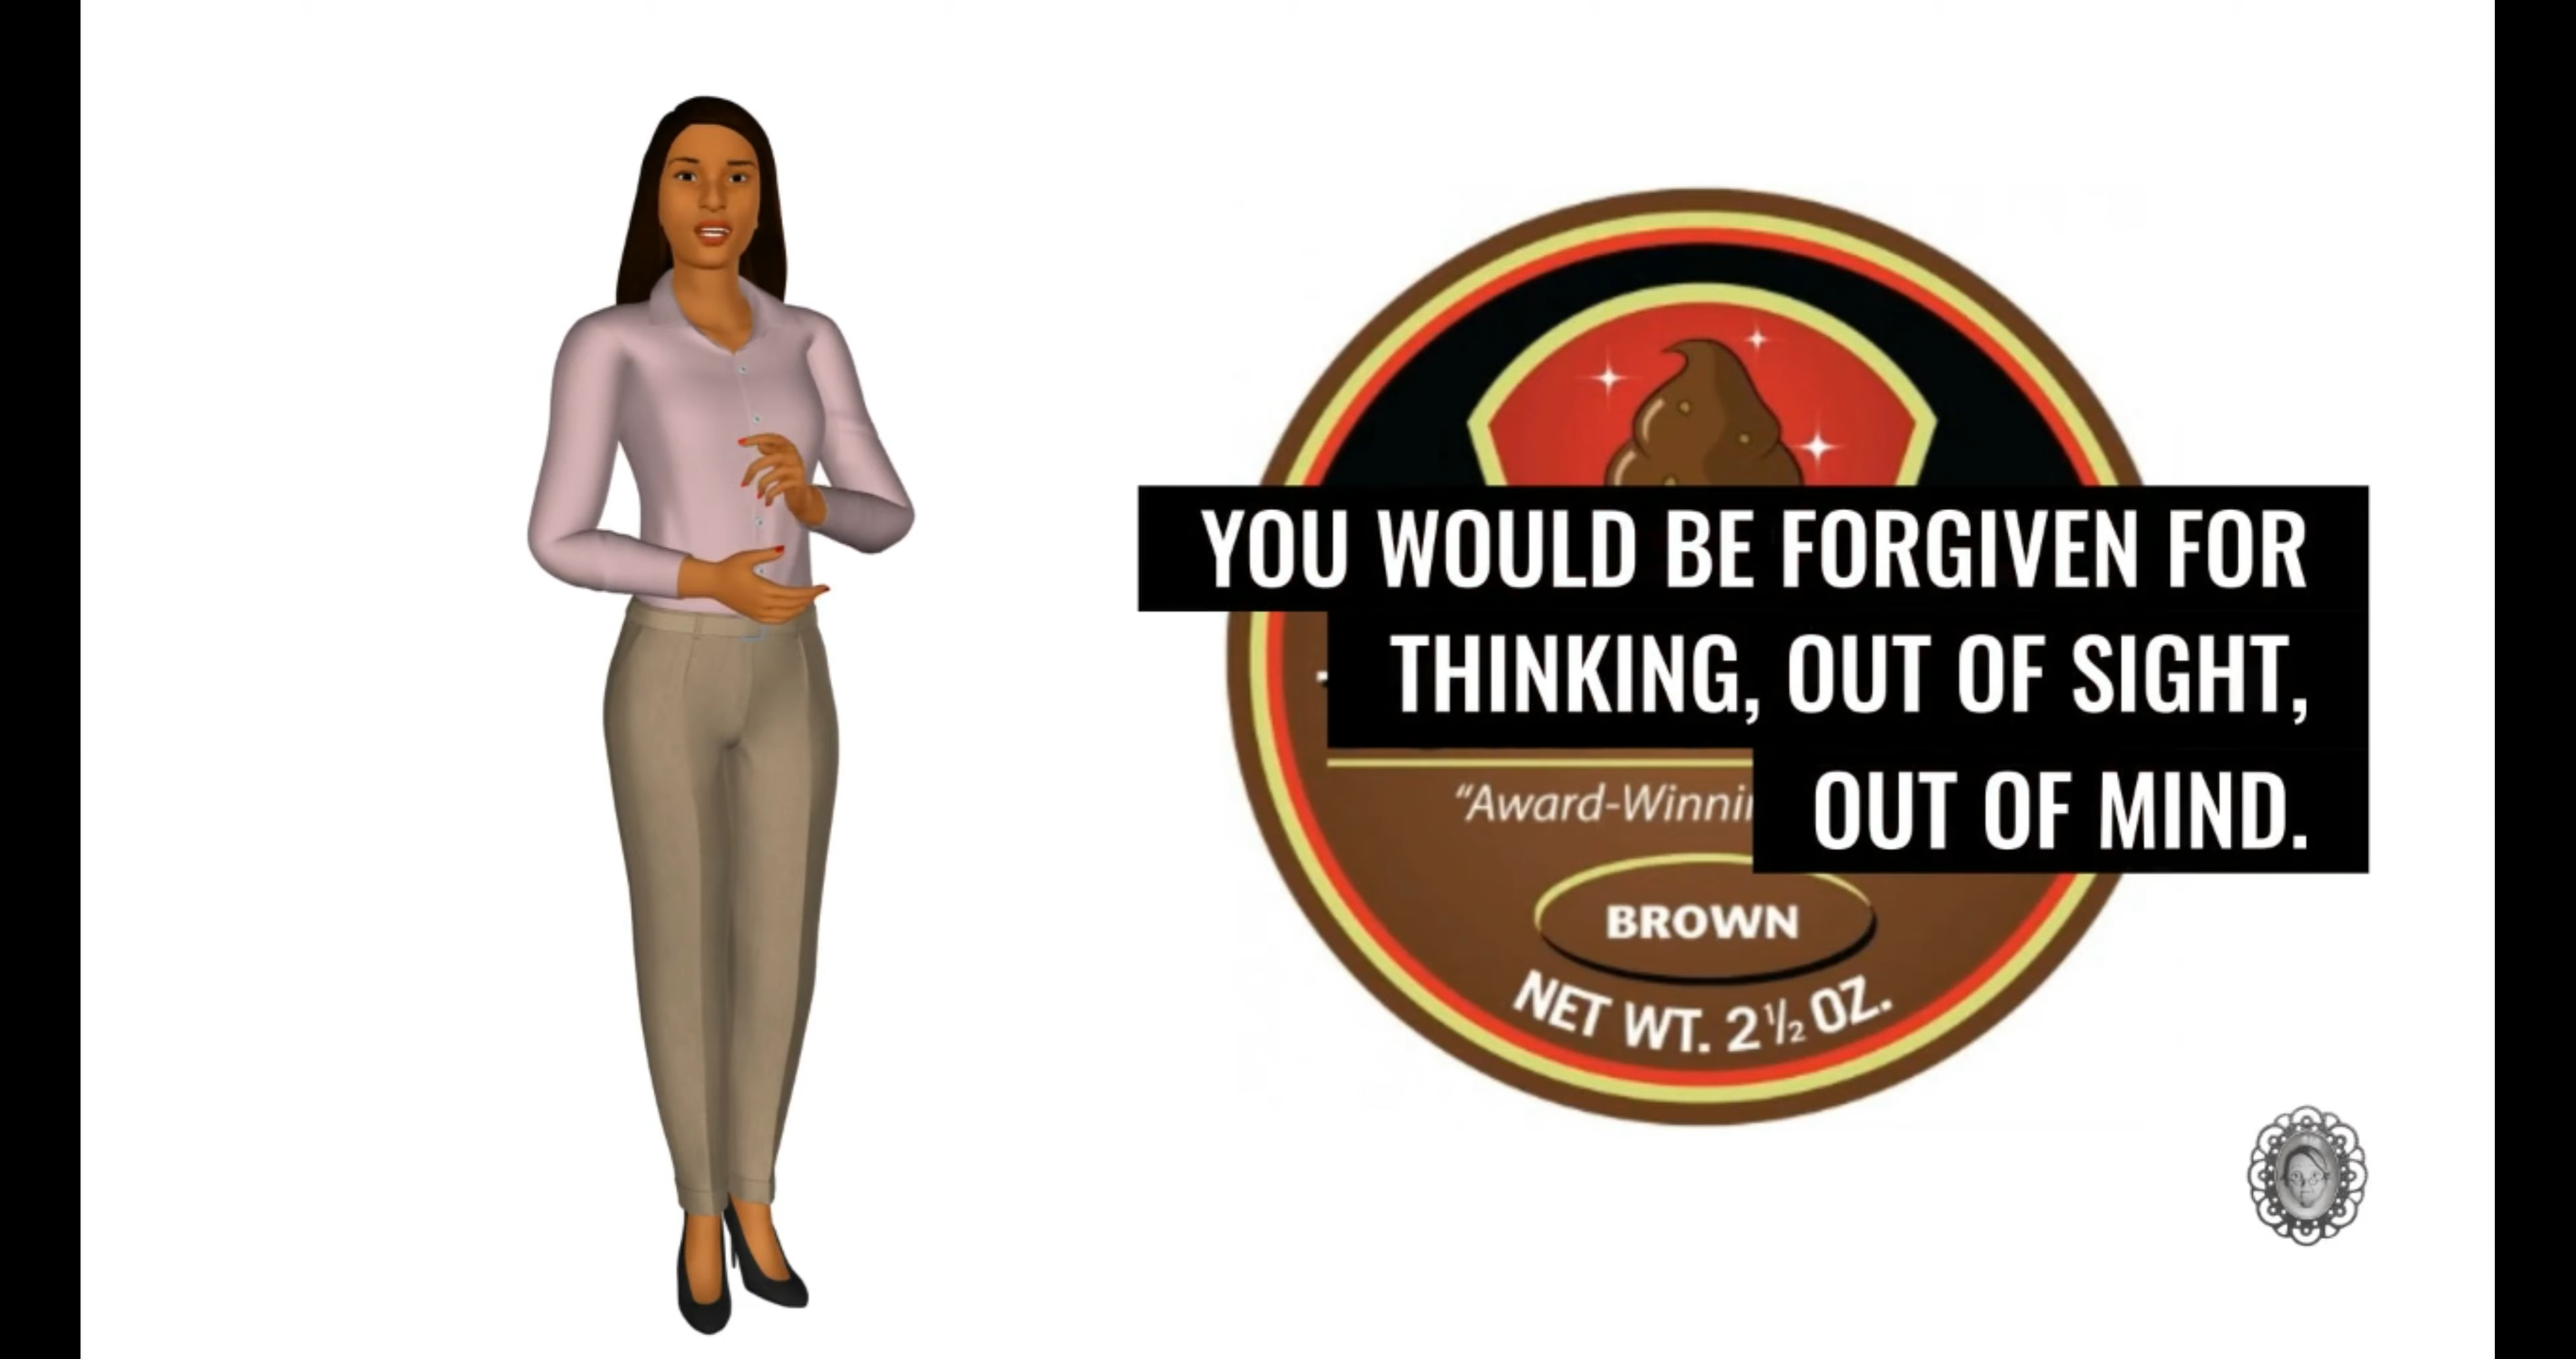 YOU WOULD BE FORGIVEN FOR
THINKING, OUT OF SIGHT,
OUT OF MIND.
"Award-Winni
BROWN
NET WT. 2½ OZ.